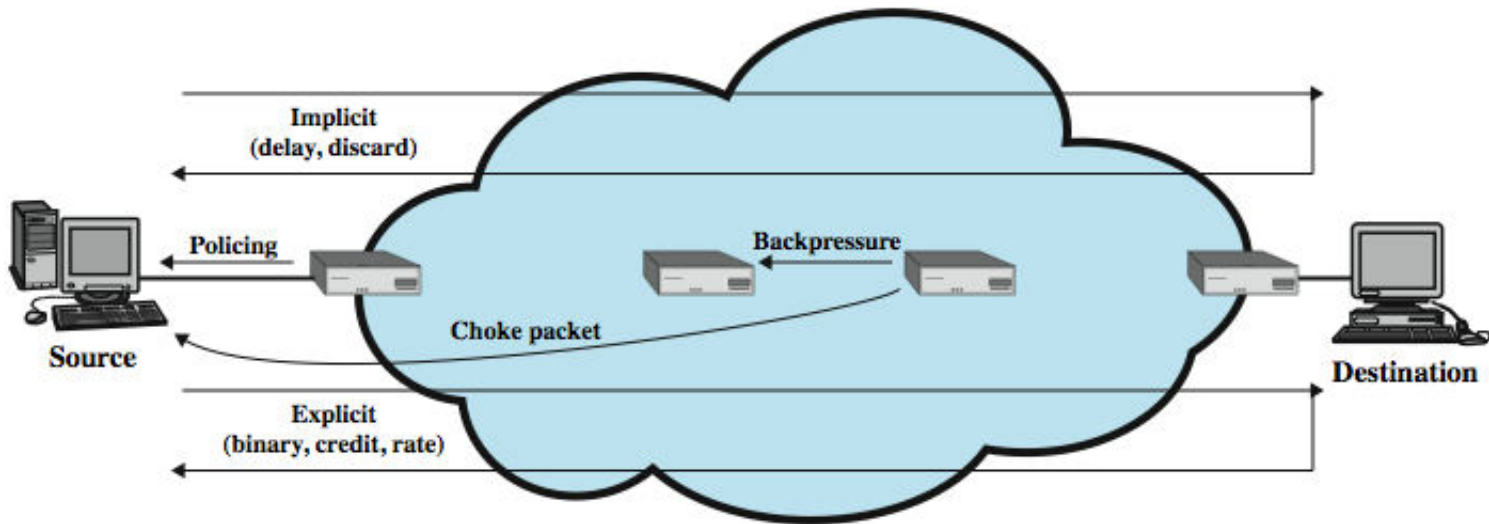 Implicit
(delay, discard)
Policing
Backpressure
Choke packet
Source
Destination
Explicit
(binary, credit, rate)